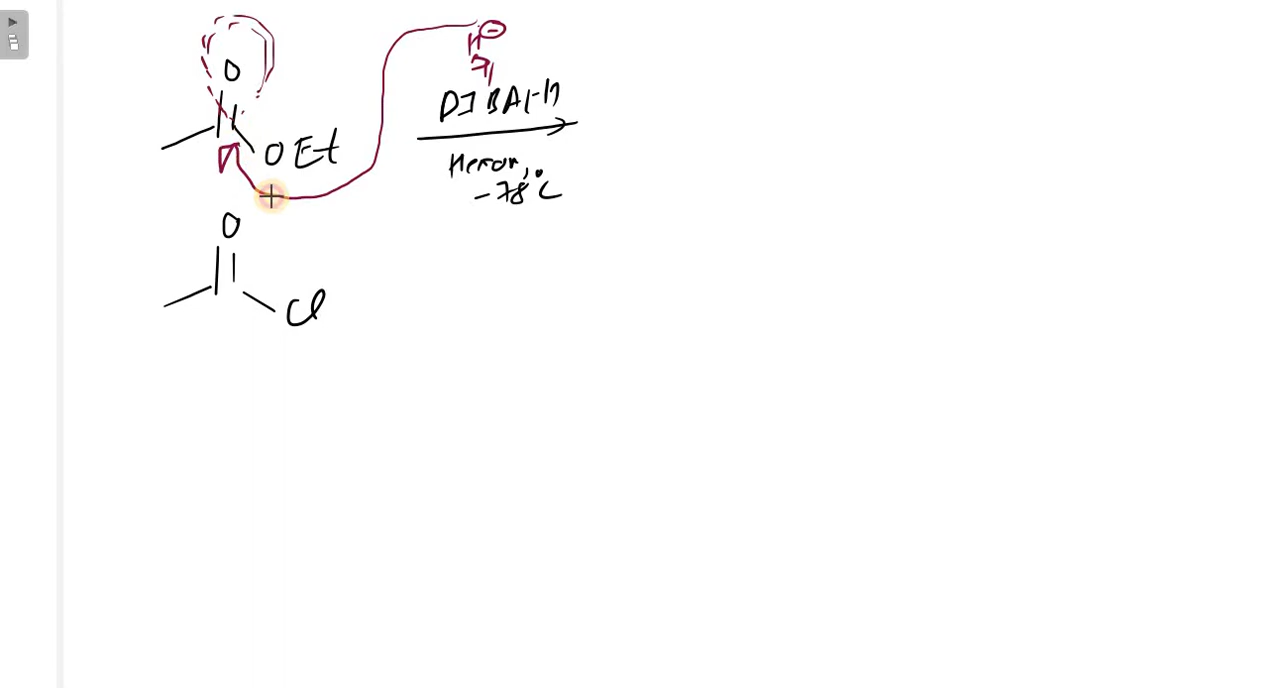 O
H⊖
DIBAl-H
OEt
Hexan,
-78°C
O
Cl